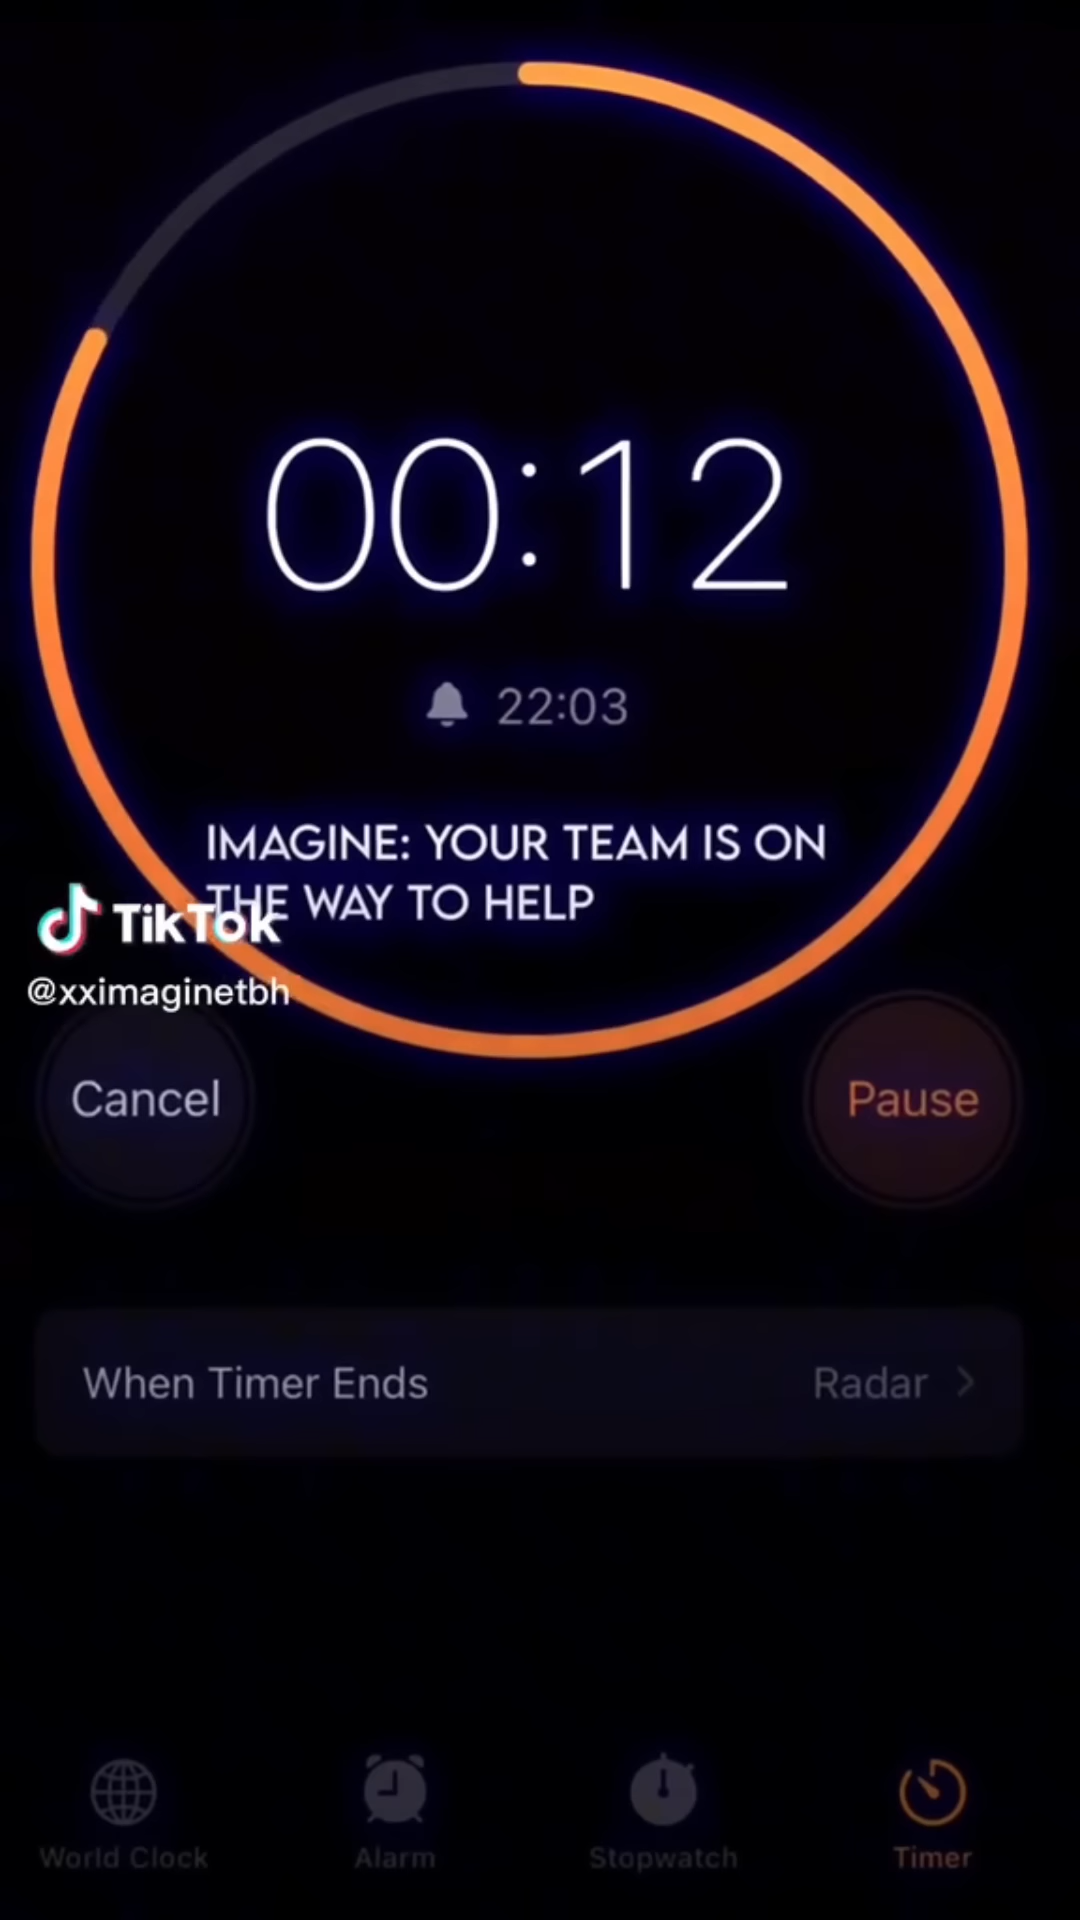 00:12
22:03
IMAGINE: YOUR TEAM IS ON
THE WAY TO HELP
TikTok
@xximaginetbh
Cancel
Pause
When Timer Ends
Radar
World Clock
Alarm
Stopwatch
Timer